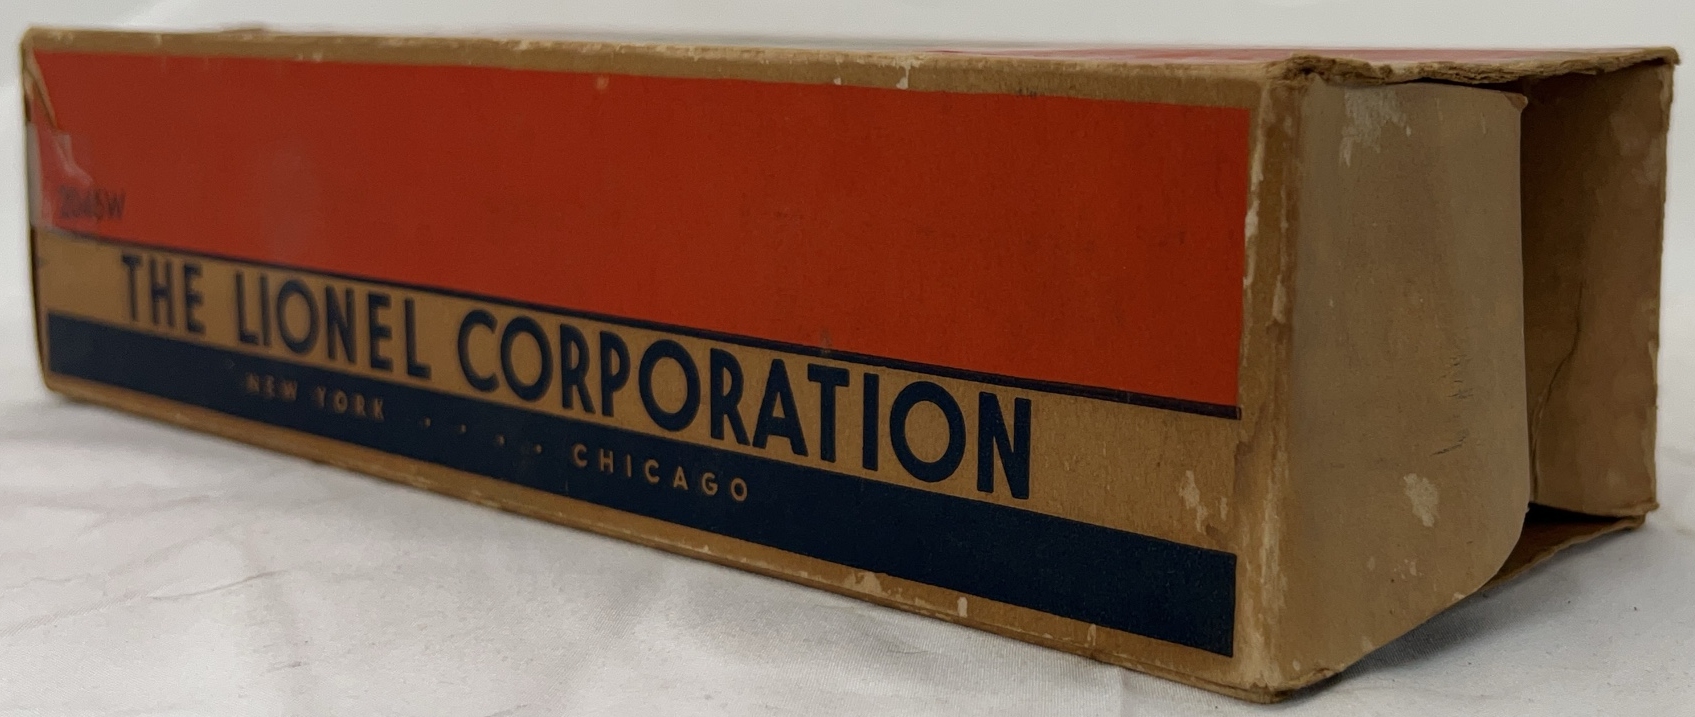 2046W
THE LIONEL CORPORATION
NEW YORK .... CHICAGO